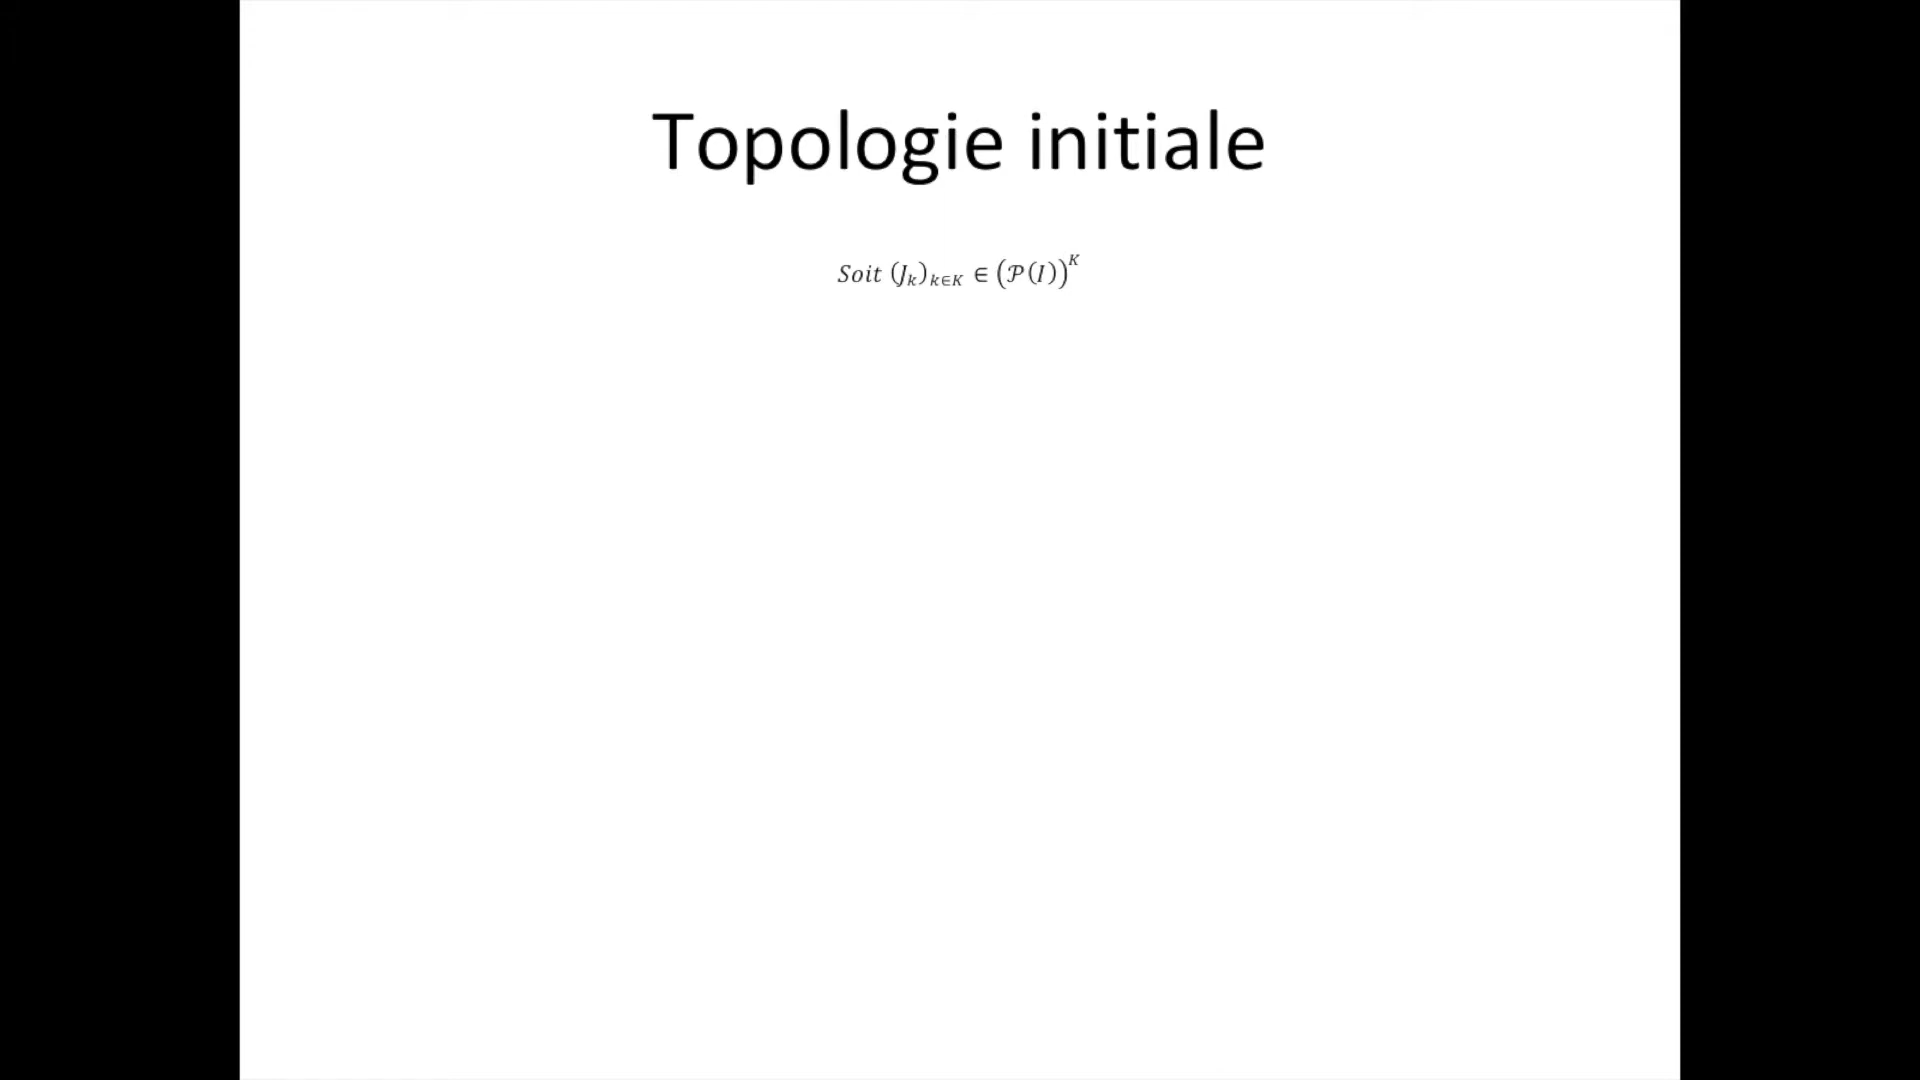 Topologie initiale
Soit (J_k)_{k∈K} ∈ (𝒫(I))^K